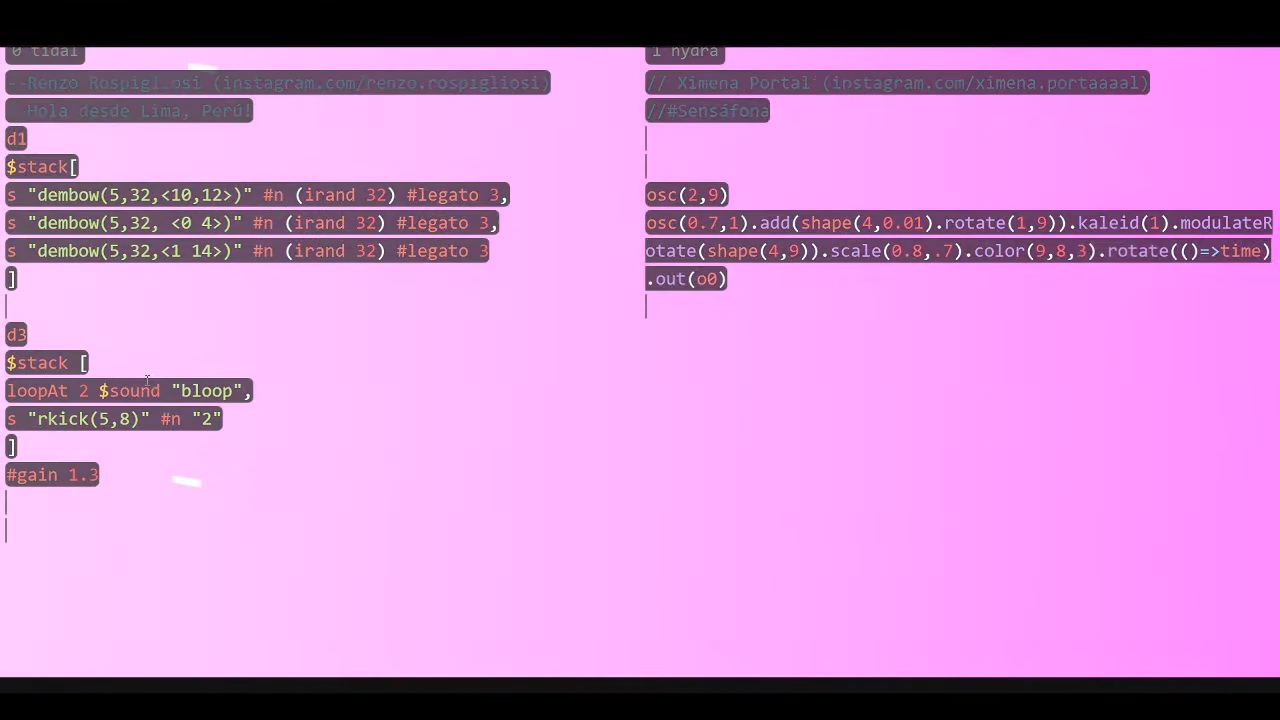 0 tidal
--Renzo Rospigliosi (instagram.com/renzo.rospigliosi)
Hola desde Lima, Perú!
d1
$stack[
s "dembow(5,32,<10,12>)" #n (irand 32) #legato 3,
s "dembow(5,32, <0 4>)" #n (irand 32) #legato 3,
s "dembow(5,32,<1 14>)" #n (irand 32) #legato 3
]
d3
$stack [
loopAt 2 $sound "bloop",
s "rkick(5,8)" #n "2"
]
#gain 1.3
1 hydra
// Ximena Portal (instagram.com/ximena.portaaaal)
//#Sensáfona
osc(2,9)
osc(0.7,1).add(shape(4,0.01).rotate(1,9)).kaleid(1).modulateR
otate(shape(4,9)).scale(0.8,.7).color(9,8,3).rotate(()=>time)
.out(o0)